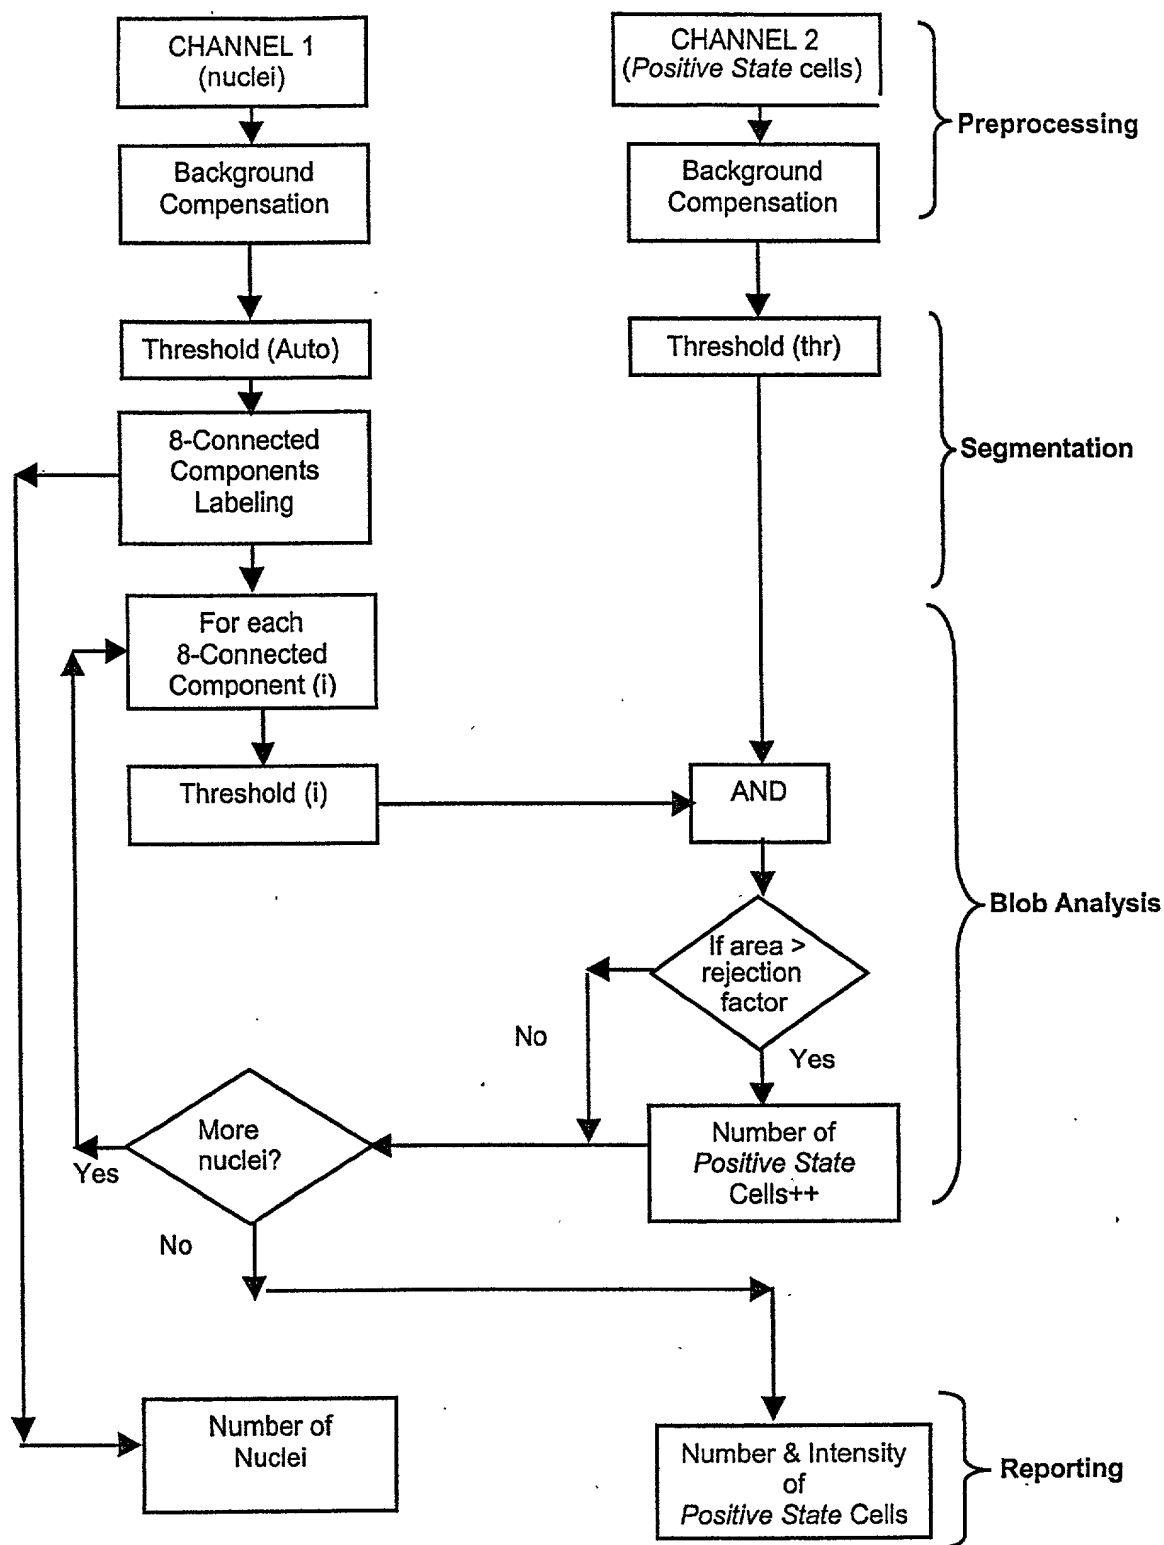 CHANNEL 1
(nuclei)
CHANNEL 2
(Positive State cells)
Preprocessing
Background
Compensation
Background
Compensation
Threshold (Auto)
Threshold (thr)
8-Connected
Components
Labeling
Segmentation
For each
8-Connected
Component (i)
Threshold (i)
AND
Blob Analysis
If area >
rejection
factor
No
Yes
More
nuclei?
Yes
Number of
Positive State
Cells++
No
Number of
Nuclei
Number & Intensity
of
Positive State Cells
Reporting